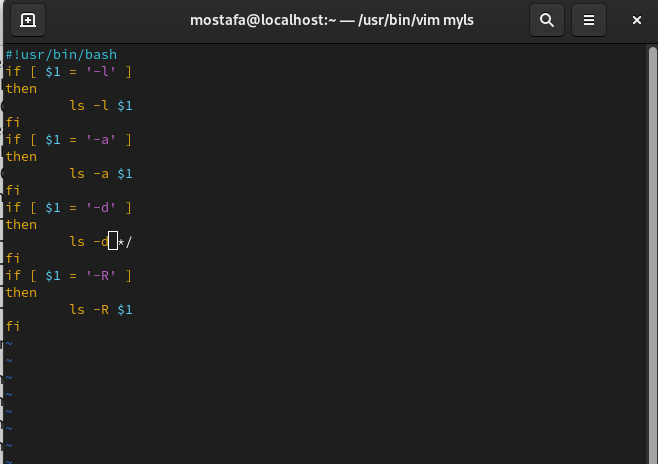 mostafa@localhost:~ — /usr/bin/vim myls
#!usr/bin/bash
if [ $1 = '-l' ]
then
        ls -l $1
fi
if [ $1 = '-a' ]
then
        ls -a $1
fi
if [ $1 = '-d' ]
then
        ls -d */
fi
if [ $1 = '-R' ]
then
        ls -R $1
fi
~
~
~
~
~
~
~
~